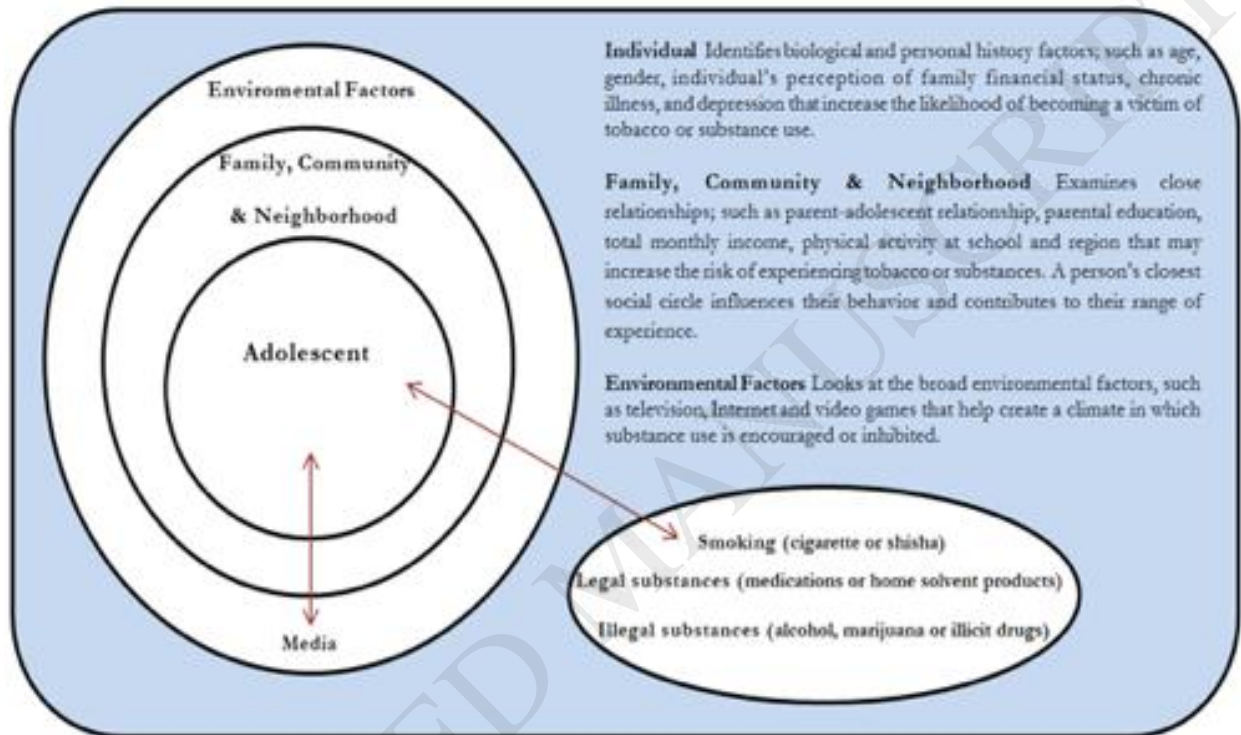 Enviromental Factors
Family, Community
& Neighborhood
Adolescent
Media
Individual Identifies biological and personal history factors; such as age,
gender, individual's perception of family financial status, chronic
illness, and depression that increase the likelihood of becoming a victim of
tobacco or substance use.
Family, Community & Neighborhood Examines close
relationships; such as parent-adolescent relationship, parental education,
total monthly income, physical activity at school and region that may
increase the risk of experiencing tobacco or substances. A person's closest
social circle influences their behavior and contributes to their range of
experience.
Environmental Factors Looks at the broad environmental factors, such
as television, Internet and video games that help create a climate in which
substance use is encouraged or inhibited.
Smoking (cigarette or shisha)
Legal substances (medications or home solvent products)
Illegal substances (alcohol, marijuana or illicit drugs)
ED MANUSCRIPT